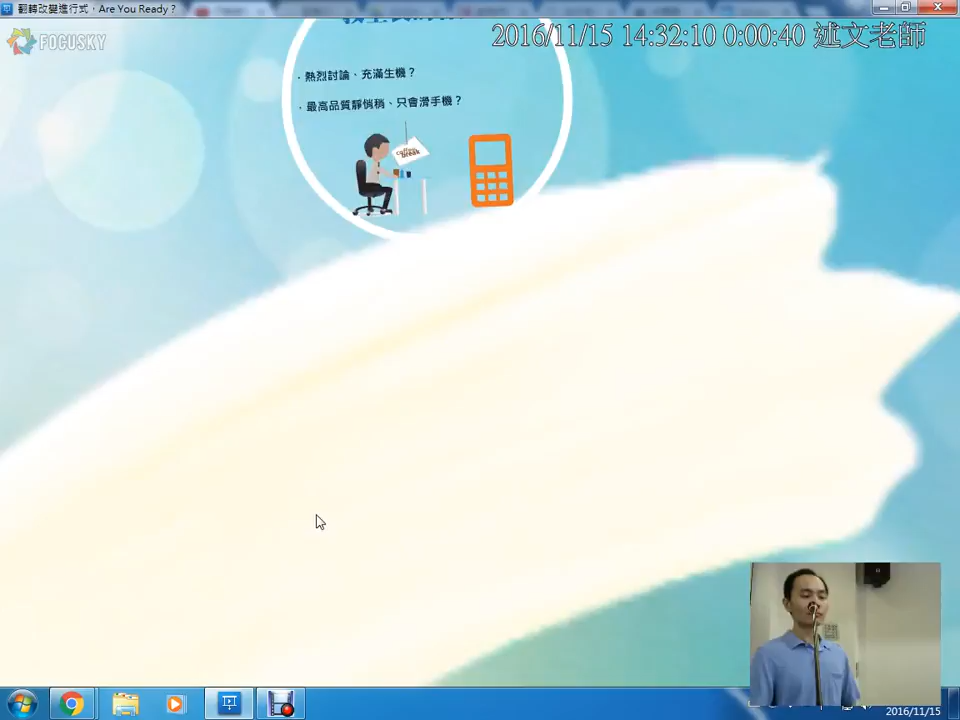 翻轉改變進行式，Are You Ready？
FOCUSKY
2016/11/15 14:32:10 0:00:40 述文老師
．熱烈討論、充滿生機？
．最高品質靜悄稍、只會滑手機？
coffee break
2016/11/15